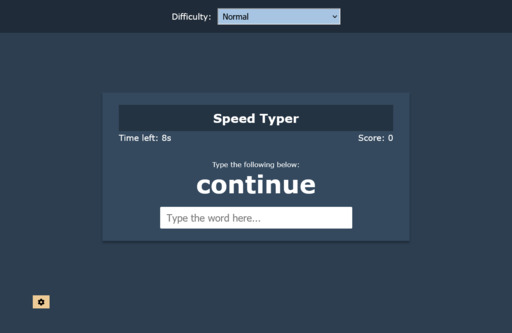 Difficulty: Normal
Speed Typer
Time left: 8s Score: 0
Type the following below:
continue
Type the word here...